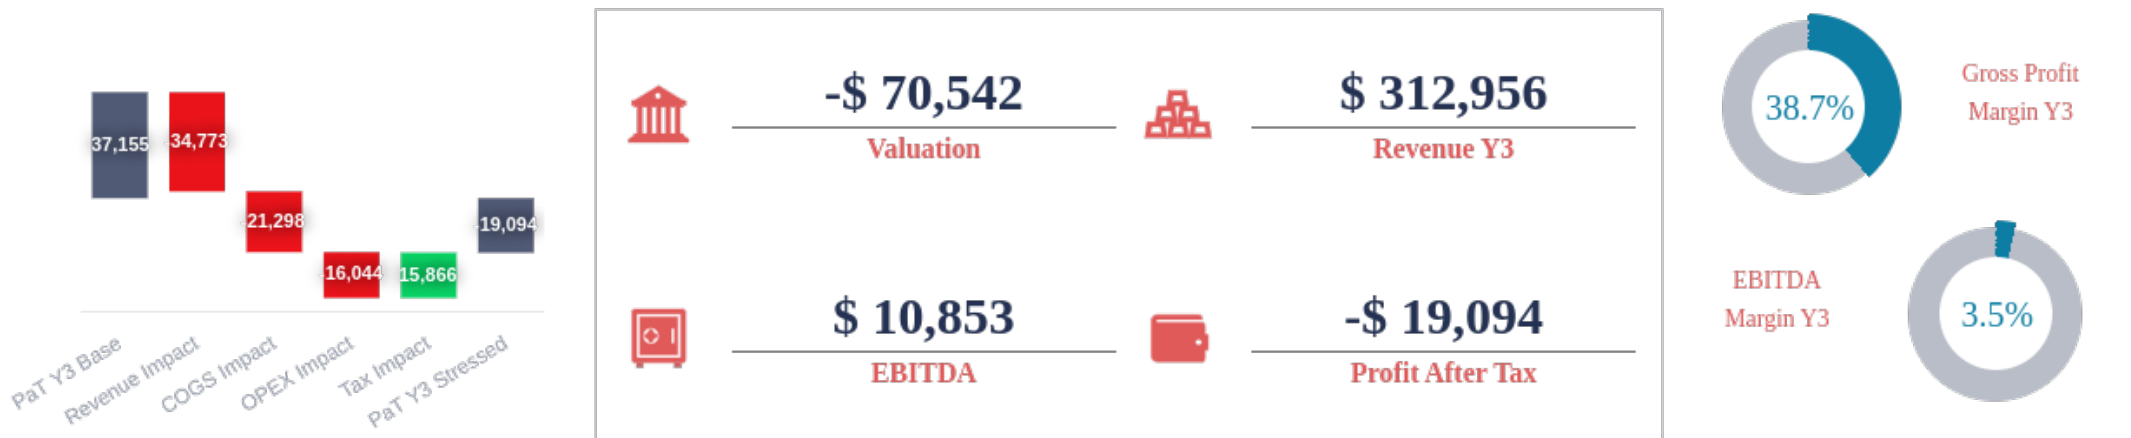 37,155
-34,773
-21,298
-16,044
15,866
-19,094
PaT Y3 Base
Revenue Impact
COGS Impact
OPEX Impact
Tax Impact
PaT Y3 Stressed
-$ 70,542
Valuation
$ 312,956
Revenue Y3
$ 10,853
EBITDA
-$ 19,094
Profit After Tax
38.7%
Gross Profit
Margin Y3
EBITDA
Margin Y3
3.5%